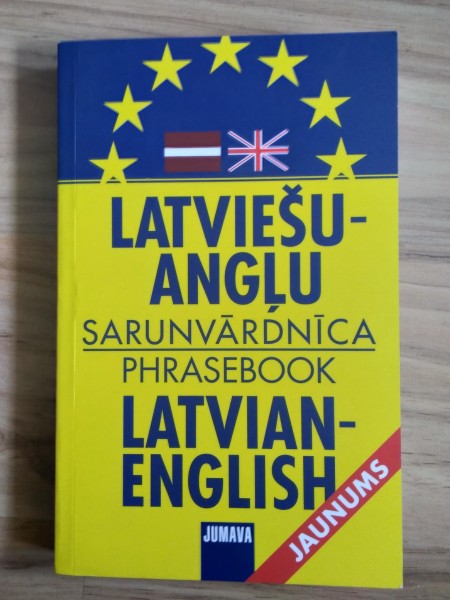 LATVIEŠU-
ANGĻU
SARUNVĀRDNĪCA
PHRASEBOOK
LATVIAN-
ENGLISH
JAUNUMS
JUMAVA